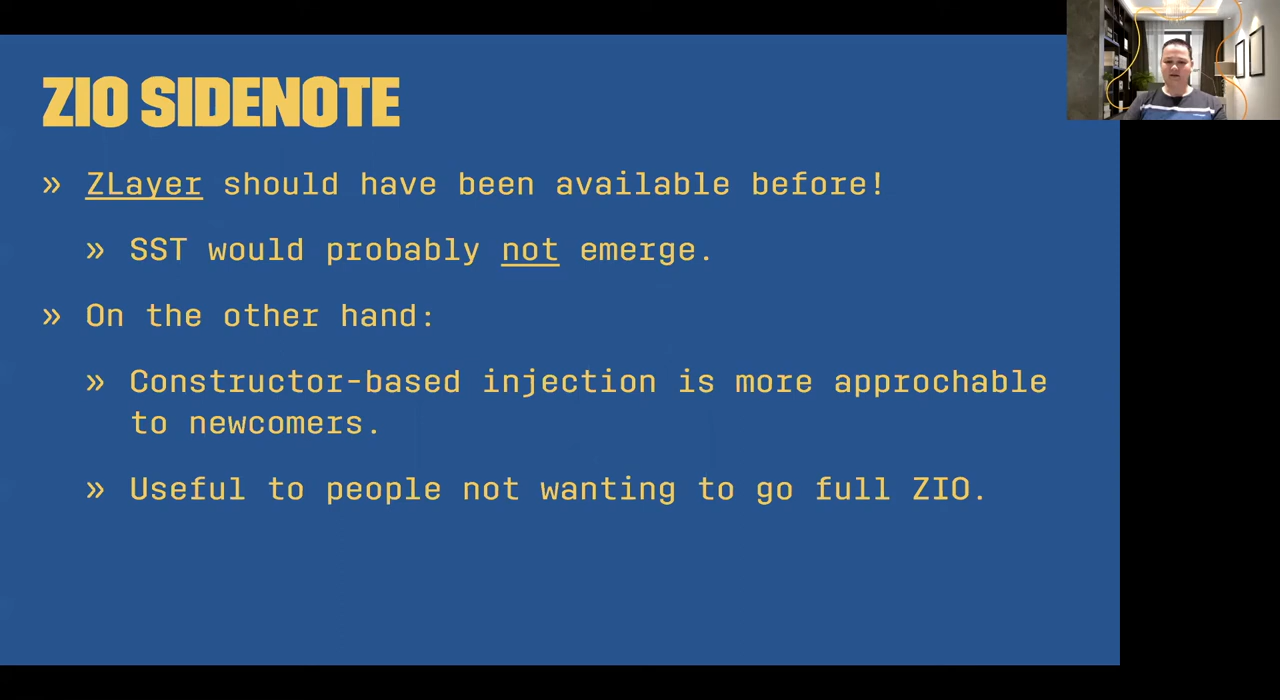 ZIO SIDENOTE
» ZLayer should have been available before!
» SST would probably not emerge.
» On the other hand:
» Constructor-based injection is more approchable
to newcomers.
» Useful to people not wanting to go full ZIO.